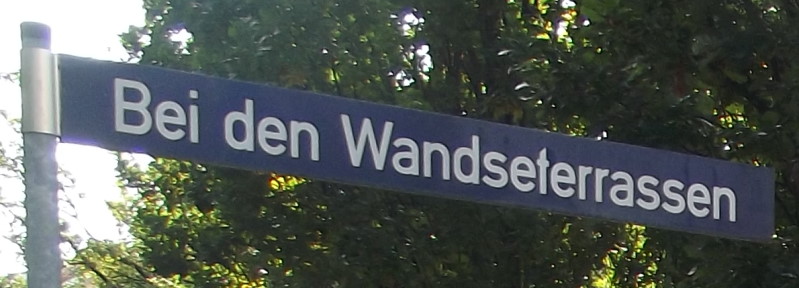 Bei den Wandseterrassen